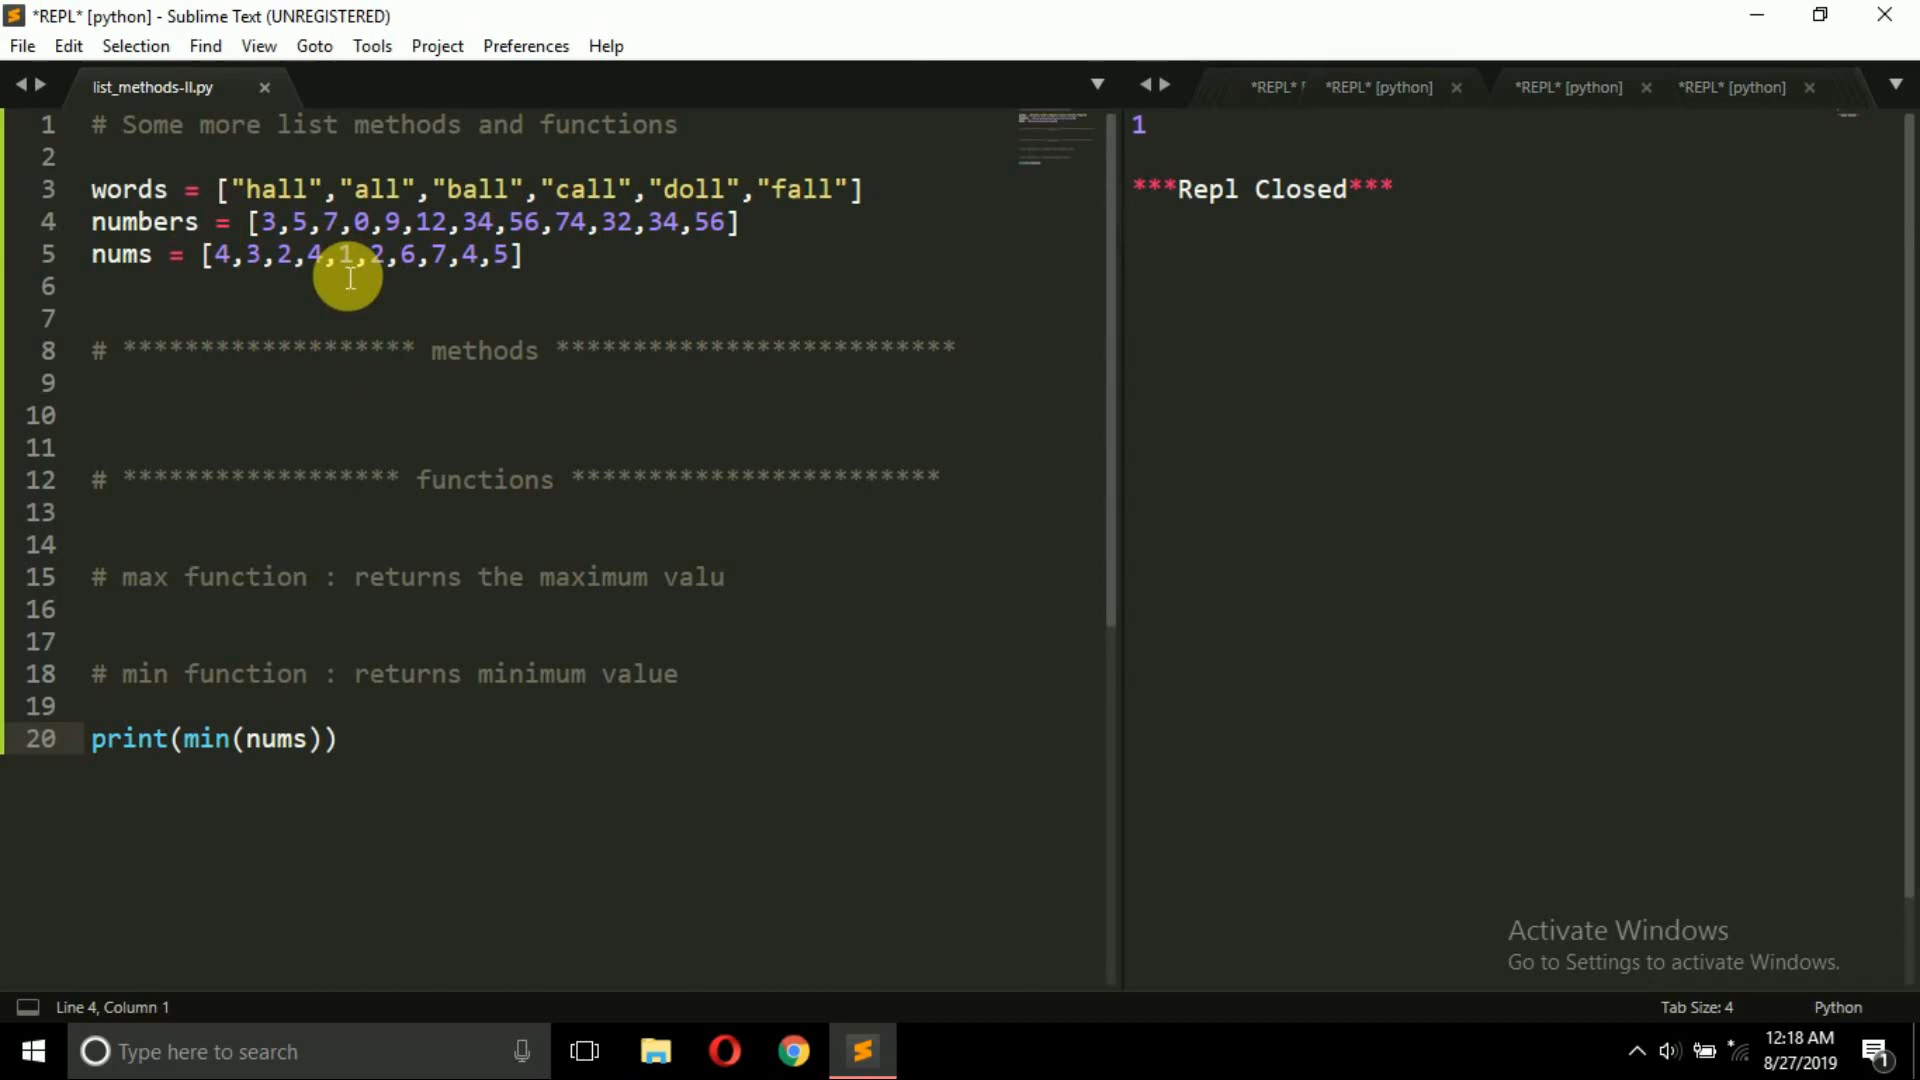 *REPL* [python] - Sublime Text (UNREGISTERED)
File Edit Selection Find View Goto Tools Project Preferences Help
list_methods-II.py *REPL* [ *REPL* [python] *REPL* [python] *REPL* [python]
1 # Some more list methods and functions
2
3 words = ["hall","all","ball","call","doll","fall"]
4 numbers = [3,5,7,0,9,12,34,56,74,32,34,56]
5 nums = [4,3,2,4,1,2,6,7,4,5]
6
7
8 # ******************* methods **************************
9
10
11
12 # ****************** functions ************************
13
14
15 # max function : returns the maximum valu
16
17
18 # min function : returns minimum value
19
20 print(min(nums))
1
***Repl Closed***
Activate Windows
Go to Settings to activate Windows.
Line 4, Column 1 Tab Size: 4 Python
Type here to search
12:18 AM
8/27/2019
1